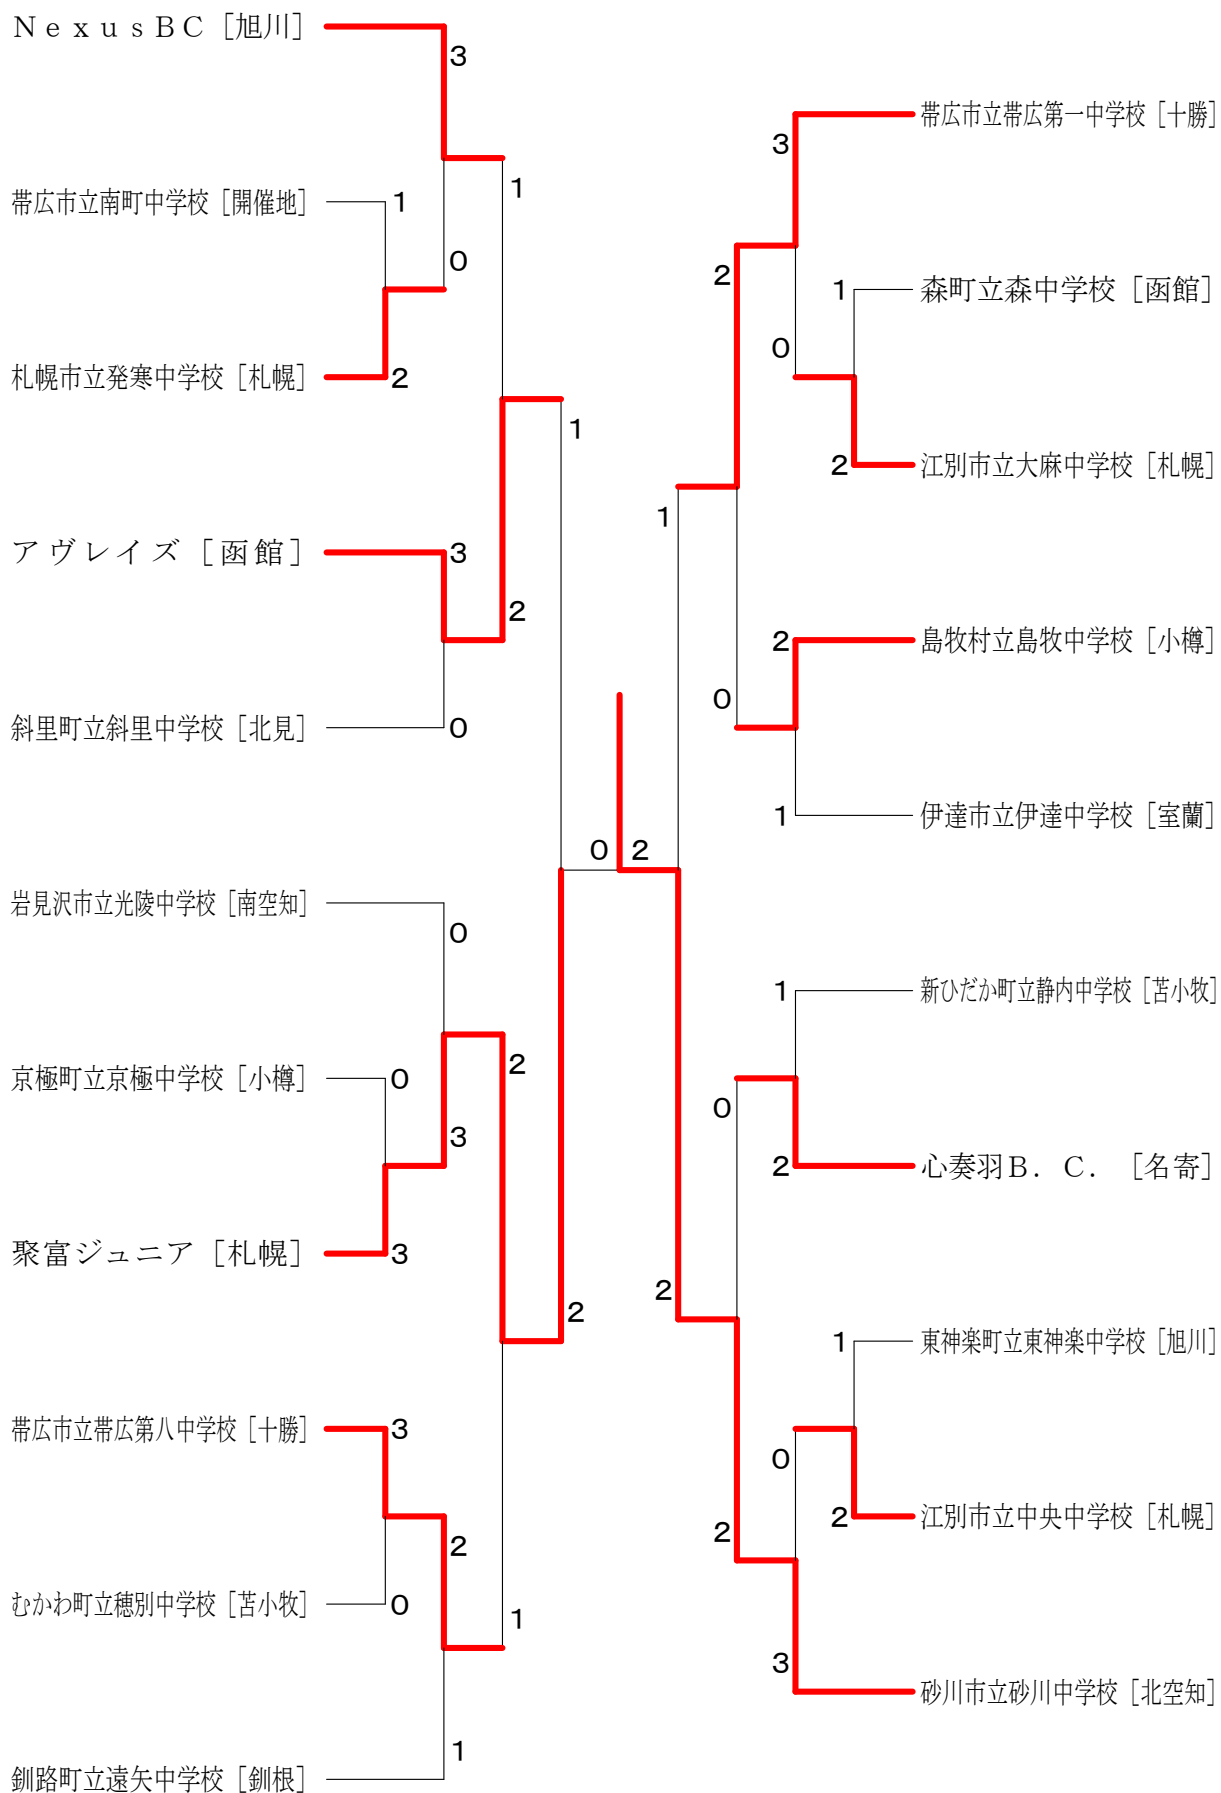 ＮｅｘｕｓＢＣ［旭川］
3
1
帯広市立南町中学校［開催地］
1
0
札幌市立発寒中学校［札幌］
2
1
アヴレイズ［函館］
3
2
斜里町立斜里中学校［北見］
0
岩見沢市立光陵中学校［南空知］
0
2
京極町立京極中学校［小樽］
0
3
聚富ジュニア［札幌］
3
2
帯広市立帯広第八中学校［十勝］
3
2
むかわ町立穂別中学校［苫小牧］
0
1
釧路町立遠矢中学校［釧根］
1
0
2
帯広市立帯広第一中学校［十勝］
3
2
森町立森中学校［函館］
1
0
江別市立大麻中学校［札幌］
2
1
島牧村立島牧中学校［小樽］
2
0
伊達市立伊達中学校［室蘭］
1
新ひだか町立静内中学校［苫小牧］
1
0
心奏羽Ｂ．Ｃ．［名寄］
2
2
東神楽町立東神楽中学校［旭川］
1
0
江別市立中央中学校［札幌］
2
2
砂川市立砂川中学校［北空知］
3